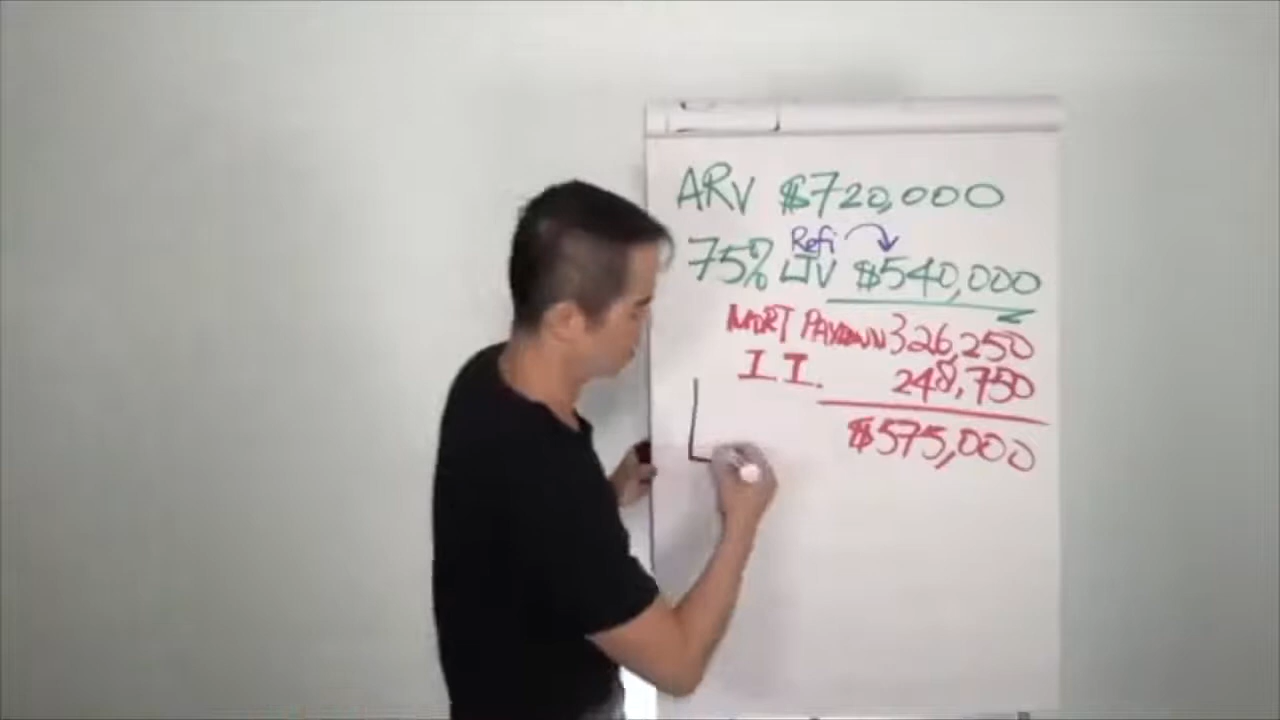 ARV $720,000
Refi
75% LTV $540,000
MORT PAYDOWN 326,250
I I. 248,750
$575,000